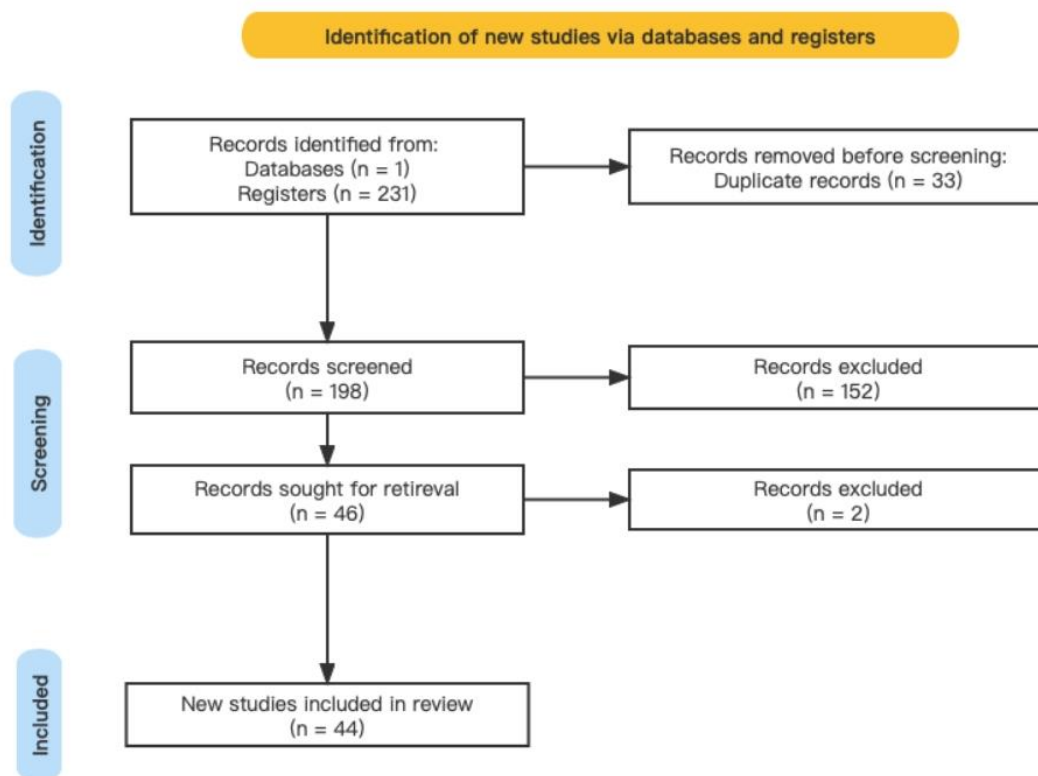 Identification of new studies via databases and registers
Identification
Records identified from:
Databases (n = 1)
Registers (n = 231)
Records removed before screening:
Duplicate records (n = 33)
Screening
Records screened
(n = 198)
Records excluded
(n = 152)
Records sought for retireval
(n = 46)
Records excluded
(n = 2)
Included
New studies included in review
(n = 44)